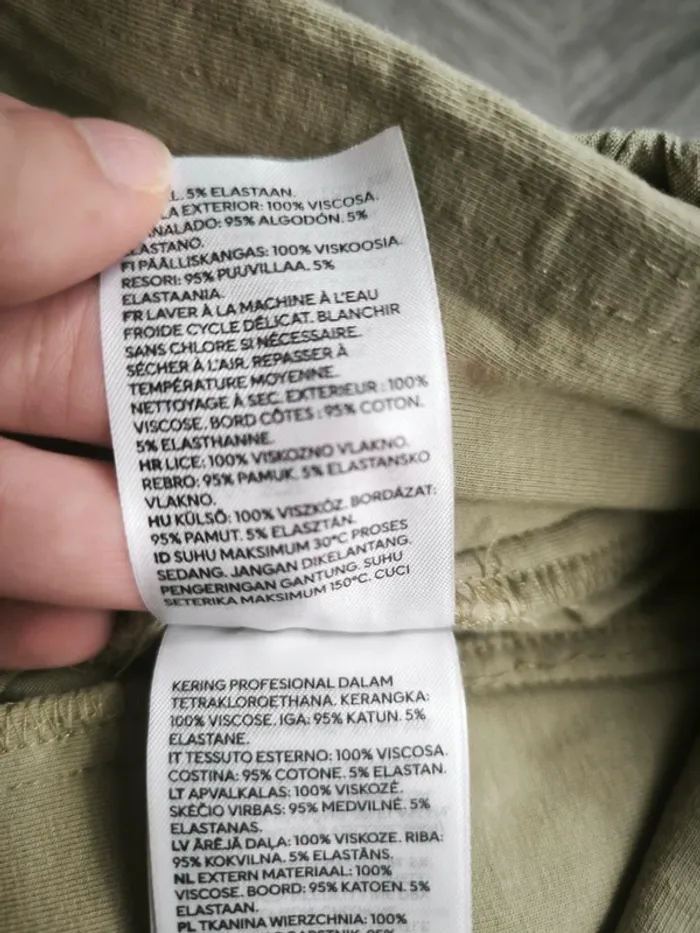 L. 5% ELASTAAN.
A EXTERIOR: 100% VISCOSA.
NALADO: 95% ALGODÓN. 5%
ELASTANO.
FI PÄÄLLISKANGAS: 100% VISKOOSIA.
RESORI: 95% PUUVILLAA. 5%
ELASTAANIA.
FR LAVER À LA MACHINE À L'EAU
FROIDE CYCLE DÉLICAT. BLANCHIR
SANS CHLORE SI NÉCESSAIRE.
SÉCHER À L'AIR. REPASSER À
TEMPÉRATURE MOYENNE.
NETTOYAGE À SEC. EXTERIEUR : 100%
VISCOSE. BORD CÔTES : 95% COTON.
5% ELASTHANNE.
HR LICE: 100% VISKOZNO VLAKNO.
REBRO: 95% PAMUK. 5% ELASTANSKO
VLAKNO.
HU KÜLSŐ: 100% VISZKÓZ. BORDÁZAT:
95% PAMUT. 5% ELASZTÁN.
ID SUHU MAKSIMUM 30°C PROSES
SEDANG. JANGAN DIKELANTANG.
PENGERINGAN GANTUNG. SUHU
SETERIKA MAKSIMUM 150°C. CUCI
KERING PROFESIONAL DALAM
TETRAKLOROETHANA. KERANGKA:
100% VISCOSE. IGA: 95% KATUN. 5%
ELASTANE.
IT TESSUTO ESTERNO: 100% VISCOSA.
COSTINA: 95% COTONE. 5% ELASTAN.
LT APVALKALAS: 100% VISKOZĖ.
SKĖČIO VIRBAS: 95% MEDVILNĖ. 5%
ELASTANAS.
LV ĀRĒJĀ DAĻA: 100% VISKOZE. RIBA:
95% KOKVILNA. 5% ELASTĀNS.
NL EXTERN MATERIAAL: 100%
VISCOSE. BOORD: 95% KATOEN. 5%
ELASTAAN.
PL TKANINA WIERZCHNIA: 100%